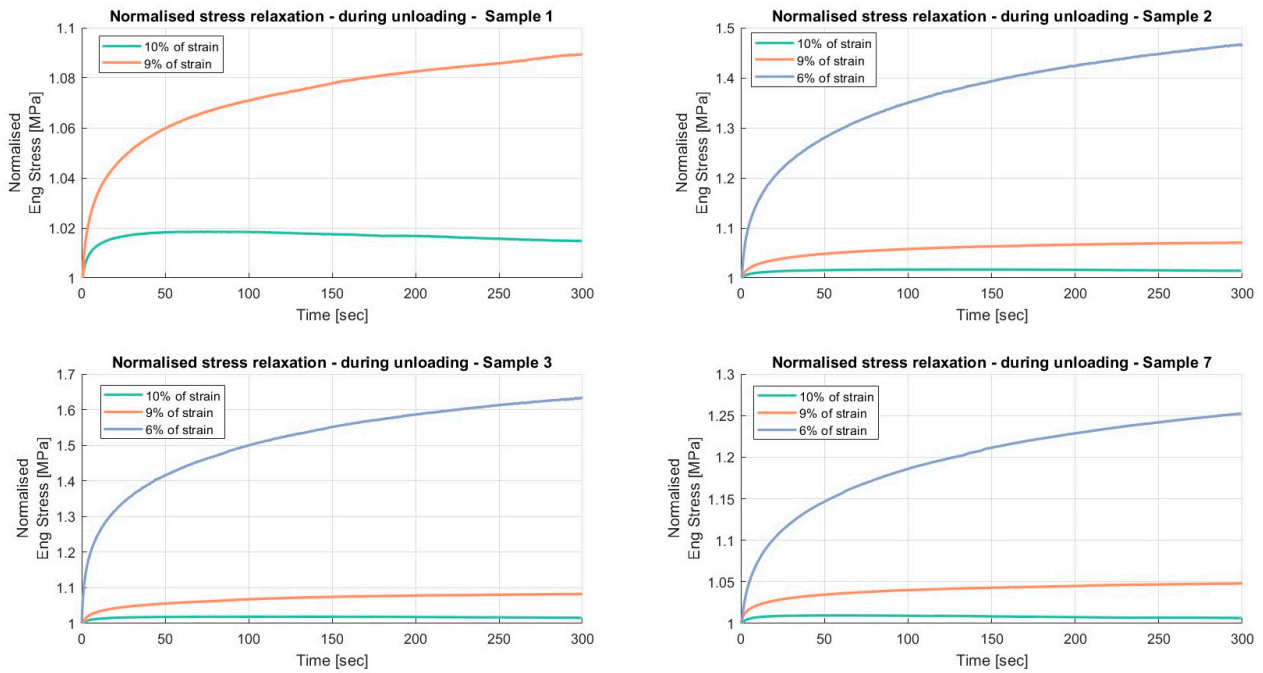 Normalised stress relaxation - during unloading - Sample 1
10% of strain
9% of strain
Normalised
Eng Stress [MPa]
1.1
1.08
1.06
1.04
1.02
1
0 50 100 150 200 250 300
Time [sec]
Normalised stress relaxation - during unloading - Sample 2
10% of strain
9% of strain
6% of strain
Normalised
Eng Stress [MPa]
1.5
1.4
1.3
1.2
1.1
1
0 50 100 150 200 250 300
Time [sec]
Normalised stress relaxation - during unloading - Sample 3
10% of strain
9% of strain
6% of strain
Normalised
Eng Stress [MPa]
1.7
1.6
1.5
1.4
1.3
1.2
1.1
1
0 50 100 150 200 250 300
Time [sec]
Normalised stress relaxation - during unloading - Sample 7
10% of strain
9% of strain
6% of strain
Normalised
Eng Stress [MPa]
1.3
1.25
1.2
1.15
1.1
1.05
1
0 50 100 150 200 250 300
Time [sec]